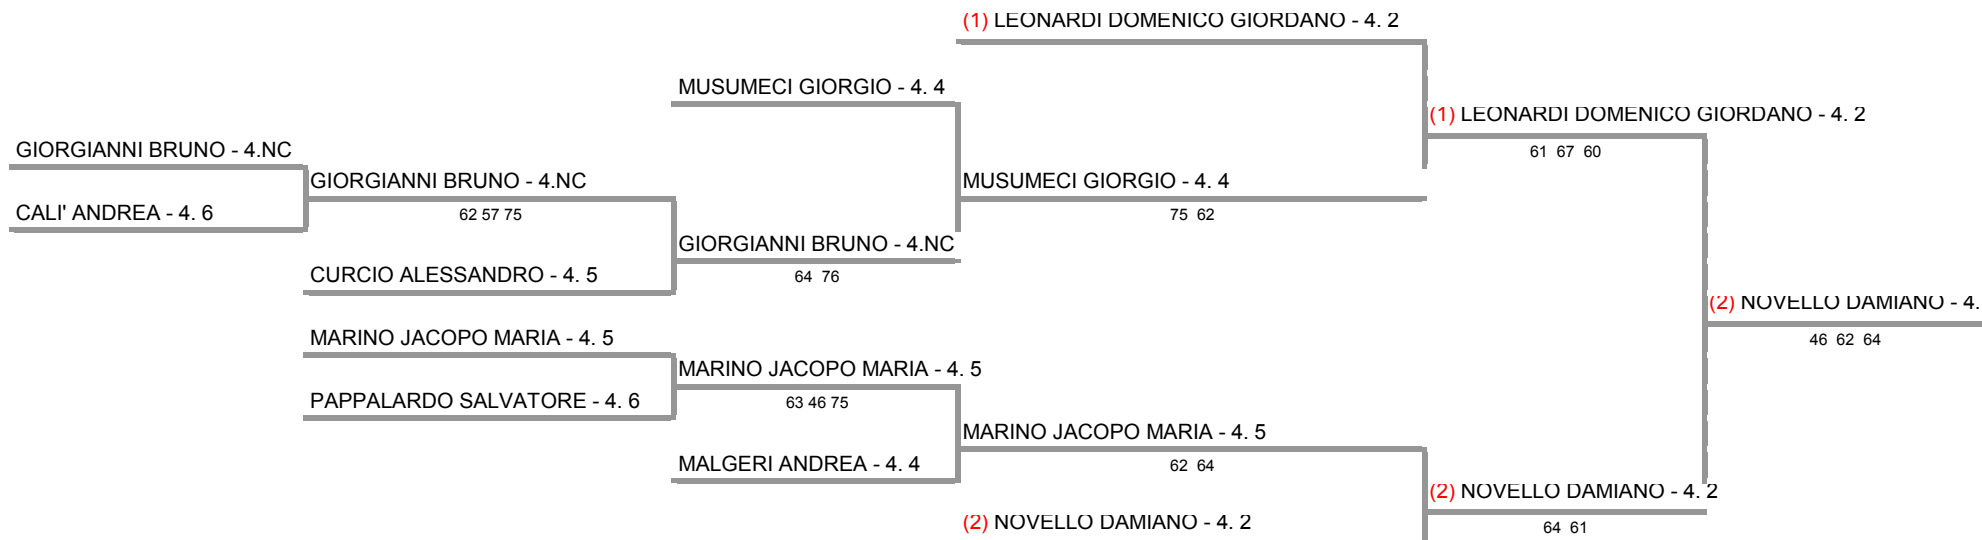 (1) LEONARDI DOMENICO GIORDANO - 4. 2
MUSUMECI GIORGIO - 4. 4
(1) LEONARDI DOMENICO GIORDANO - 4. 2
61 67 60
GIORGIANNI BRUNO - 4.NC
GIORGIANNI BRUNO - 4.NC
62 57 75
MUSUMECI GIORGIO - 4. 4
75 62
CALI' ANDREA - 4. 6
GIORGIANNI BRUNO - 4.NC
64 76
CURCIO ALESSANDRO - 4. 5
(2) NOVELLO DAMIANO - 4.
46 62 64
MARINO JACOPO MARIA - 4. 5
MARINO JACOPO MARIA - 4. 5
63 46 75
PAPPALARDO SALVATORE - 4. 6
MARINO JACOPO MARIA - 4. 5
62 64
MALGERI ANDREA - 4. 4
(2) NOVELLO DAMIANO - 4. 2
64 61
(2) NOVELLO DAMIANO - 4. 2